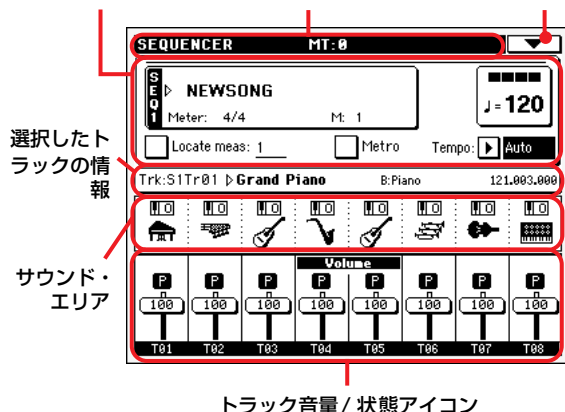 SEQUENCER MT:0
SEQ1
NEWSONG
Meter: 4/4 M: 1
♩=120
Locate meas: 1 Metro Tempo: Auto
選択したト
ラックの情
報
Trk:S1Tr01 ▷Grand Piano B:Piano 121.003.000
サウンド・
エリア
Volume
P P P P P P P P
100 100 100 100 100 100 100 100
T01 T02 T03 T04 T05 T06 T07 T08
トラック音量/ 状態アイコン